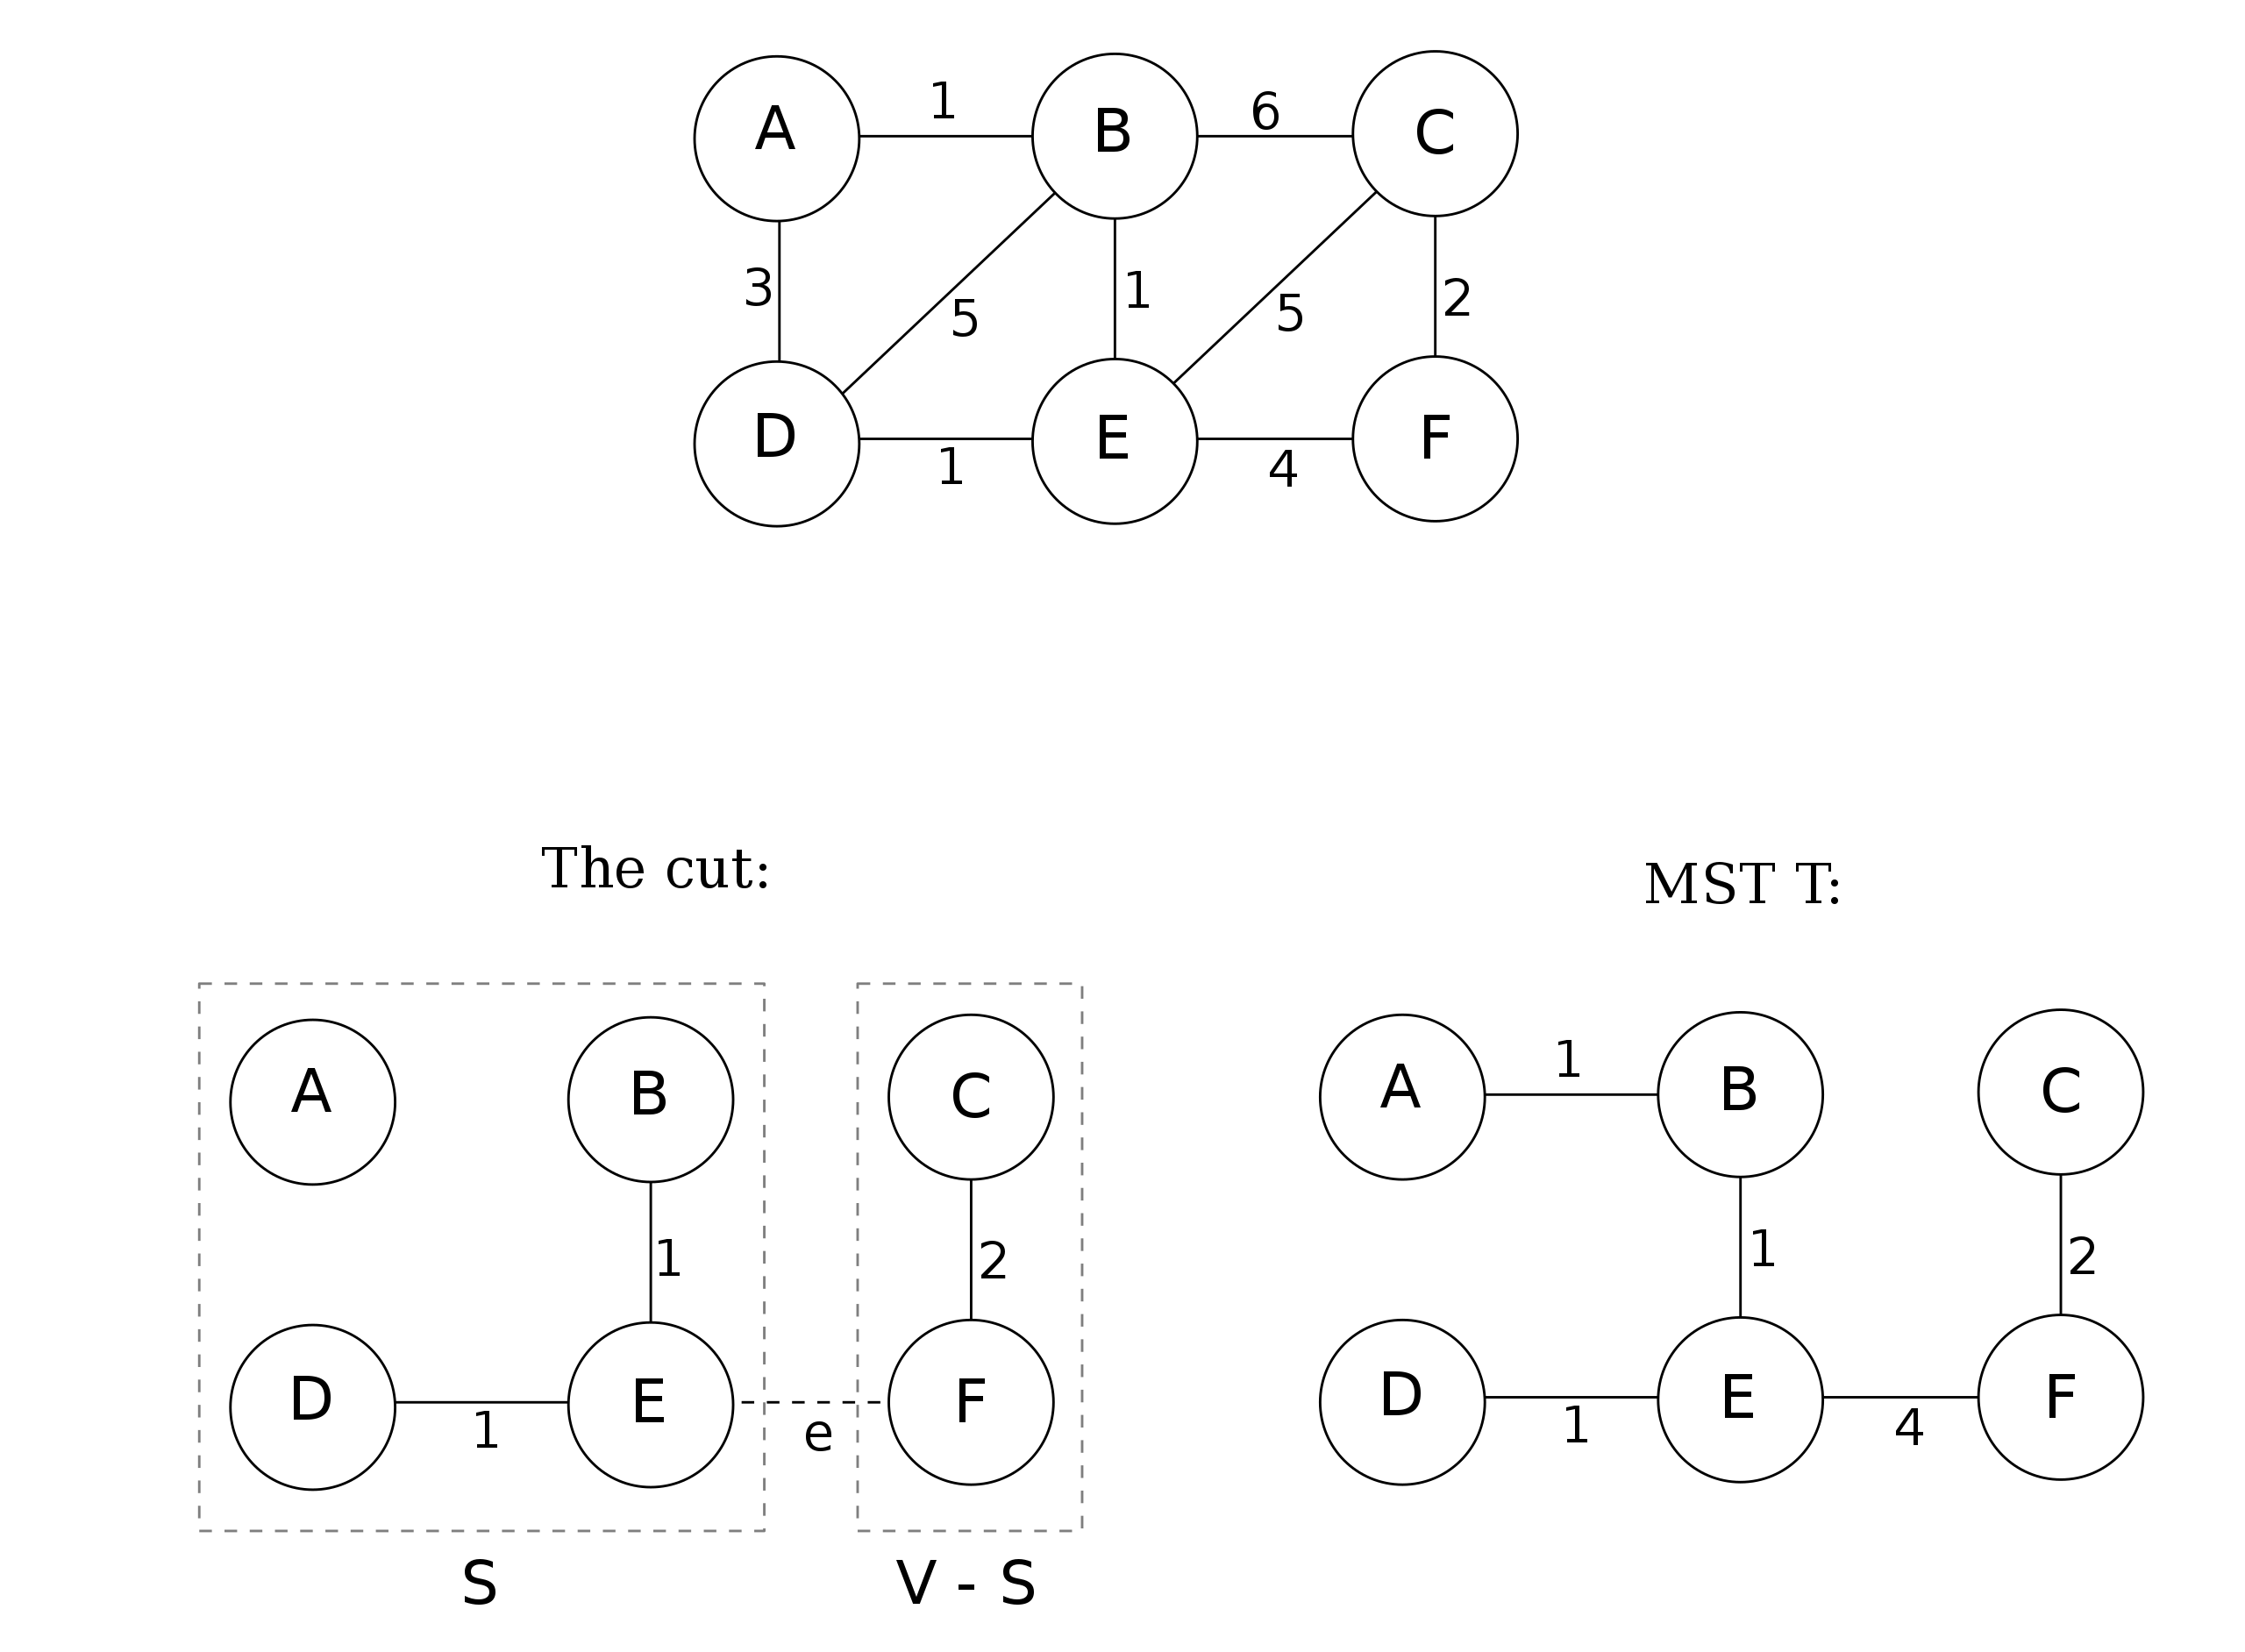 A 1 B 6 C
3 5 1 5 2
D 1 E 4 F
The cut:
MST T:
A B C
1 2
D 1 E e F
S V - S
A 1 B C
1 2
D 1 E 4 F